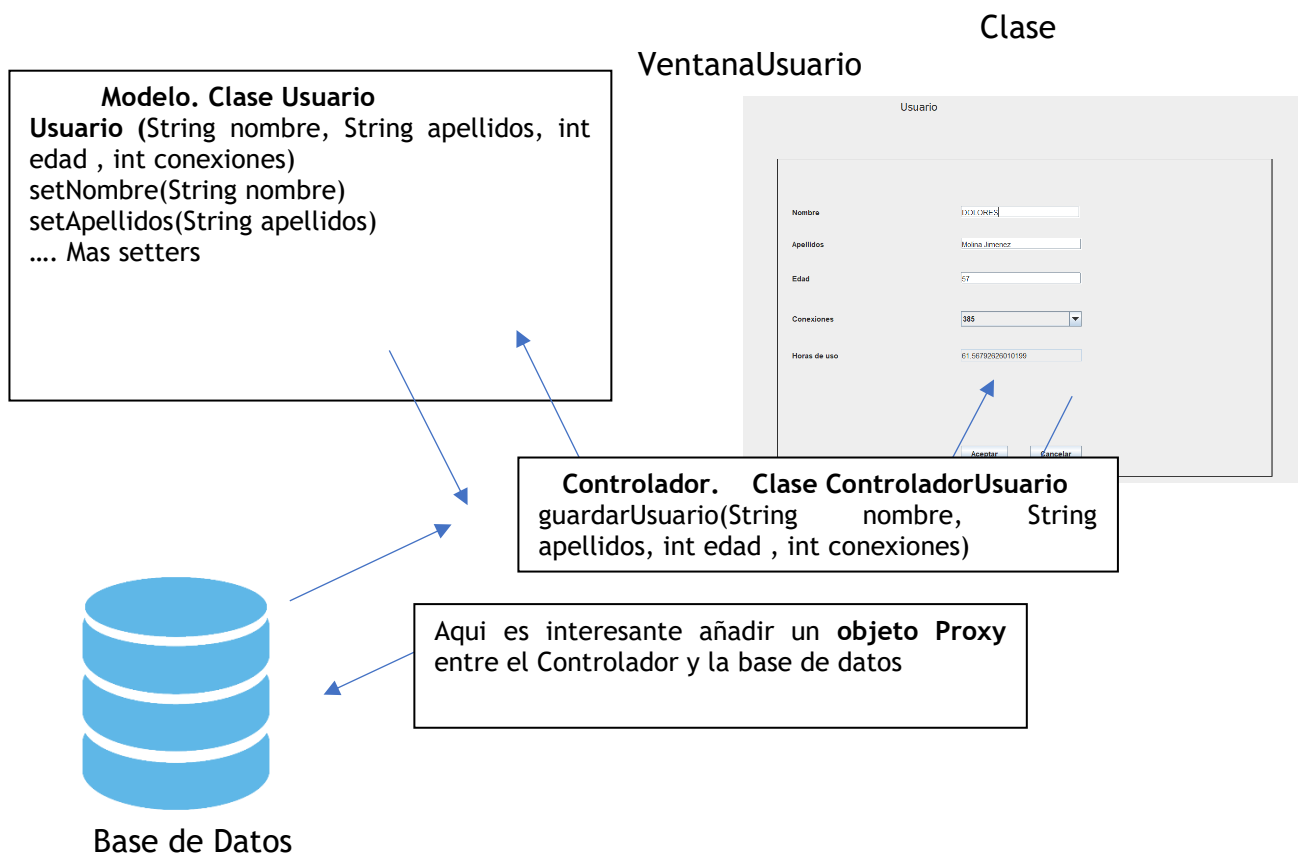 Clase
VentanaUsuario
Modelo. Clase Usuario
Usuario (String nombre, String apellidos, int
edad , int conexiones)
setNombre(String nombre)
setApellidos(String apellidos)
.... Mas setters
Usuario
Nombre
DOLORES
Apellidos
Molina Jimenez
Edad
57
Conexiones
385
Horas de uso
61.56792626010199
Aceptar
Cancelar
Controlador. Clase ControladorUsuario
guardarUsuario(String nombre, String
apellidos, int edad , int conexiones)
Aqui es interesante añadir un objeto Proxy
entre el Controlador y la base de datos
Base de Datos